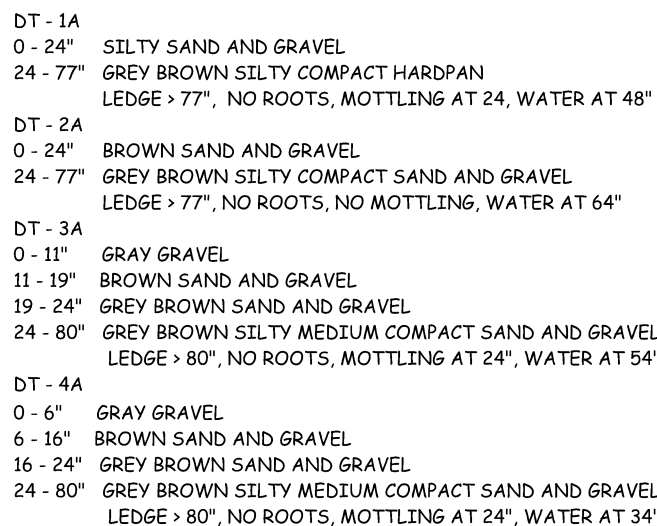 DT - 1A
0 - 24" SILTY SAND AND GRAVEL
24 - 77" GREY BROWN SILTY COMPACT HARDPAN
LEDGE > 77", NO ROOTS, MOTTLING AT 24, WATER AT 48"
DT - 2A
0 - 24" BROWN SAND AND GRAVEL
24 - 77" GREY BROWN SILTY COMPACT SAND AND GRAVEL
LEDGE > 77", NO ROOTS, NO MOTTLING, WATER AT 64"
DT - 3A
0 - 11" GRAY GRAVEL
11 - 19" BROWN SAND AND GRAVEL
19 - 24" GREY BROWN SAND AND GRAVEL
24 - 80" GREY BROWN SILTY MEDIUM COMPACT SAND AND GRAVEL
LEDGE > 80", NO ROOTS, MOTTLING AT 24", WATER AT 54'
DT - 4A
0 - 6" GRAY GRAVEL
6 - 16" BROWN SAND AND GRAVEL
16 - 24" GREY BROWN SAND AND GRAVEL
24 - 80" GREY BROWN SILTY MEDIUM COMPACT SAND AND GRAVEL
LEDGE > 80", NO ROOTS, MOTTLING AT 24", WATER AT 34'